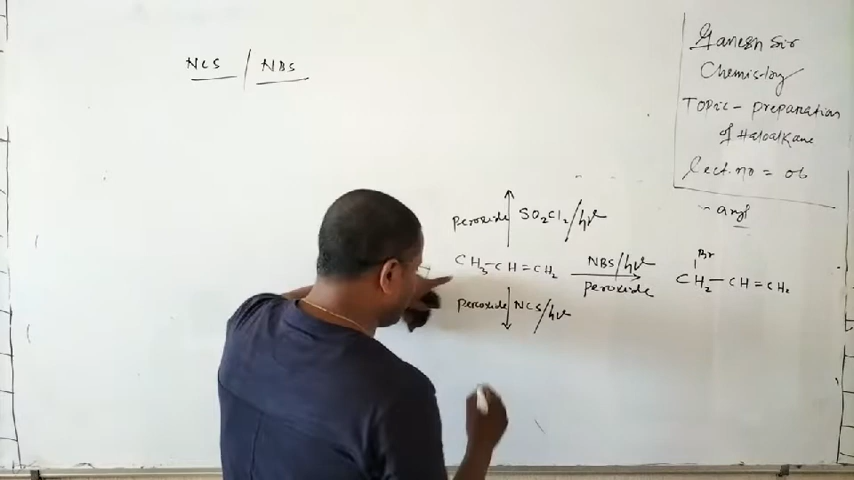 NCS / NBS
Ganesh Sir
Chemistry
Topic - preparation
of Haloalkane
Lect. no = 06
peroxide SO2Cl2/hν
CH3-CH=CH2 NBS/hν peroxide
Br
CH2-CH=CH2
peroxide NCS/hν